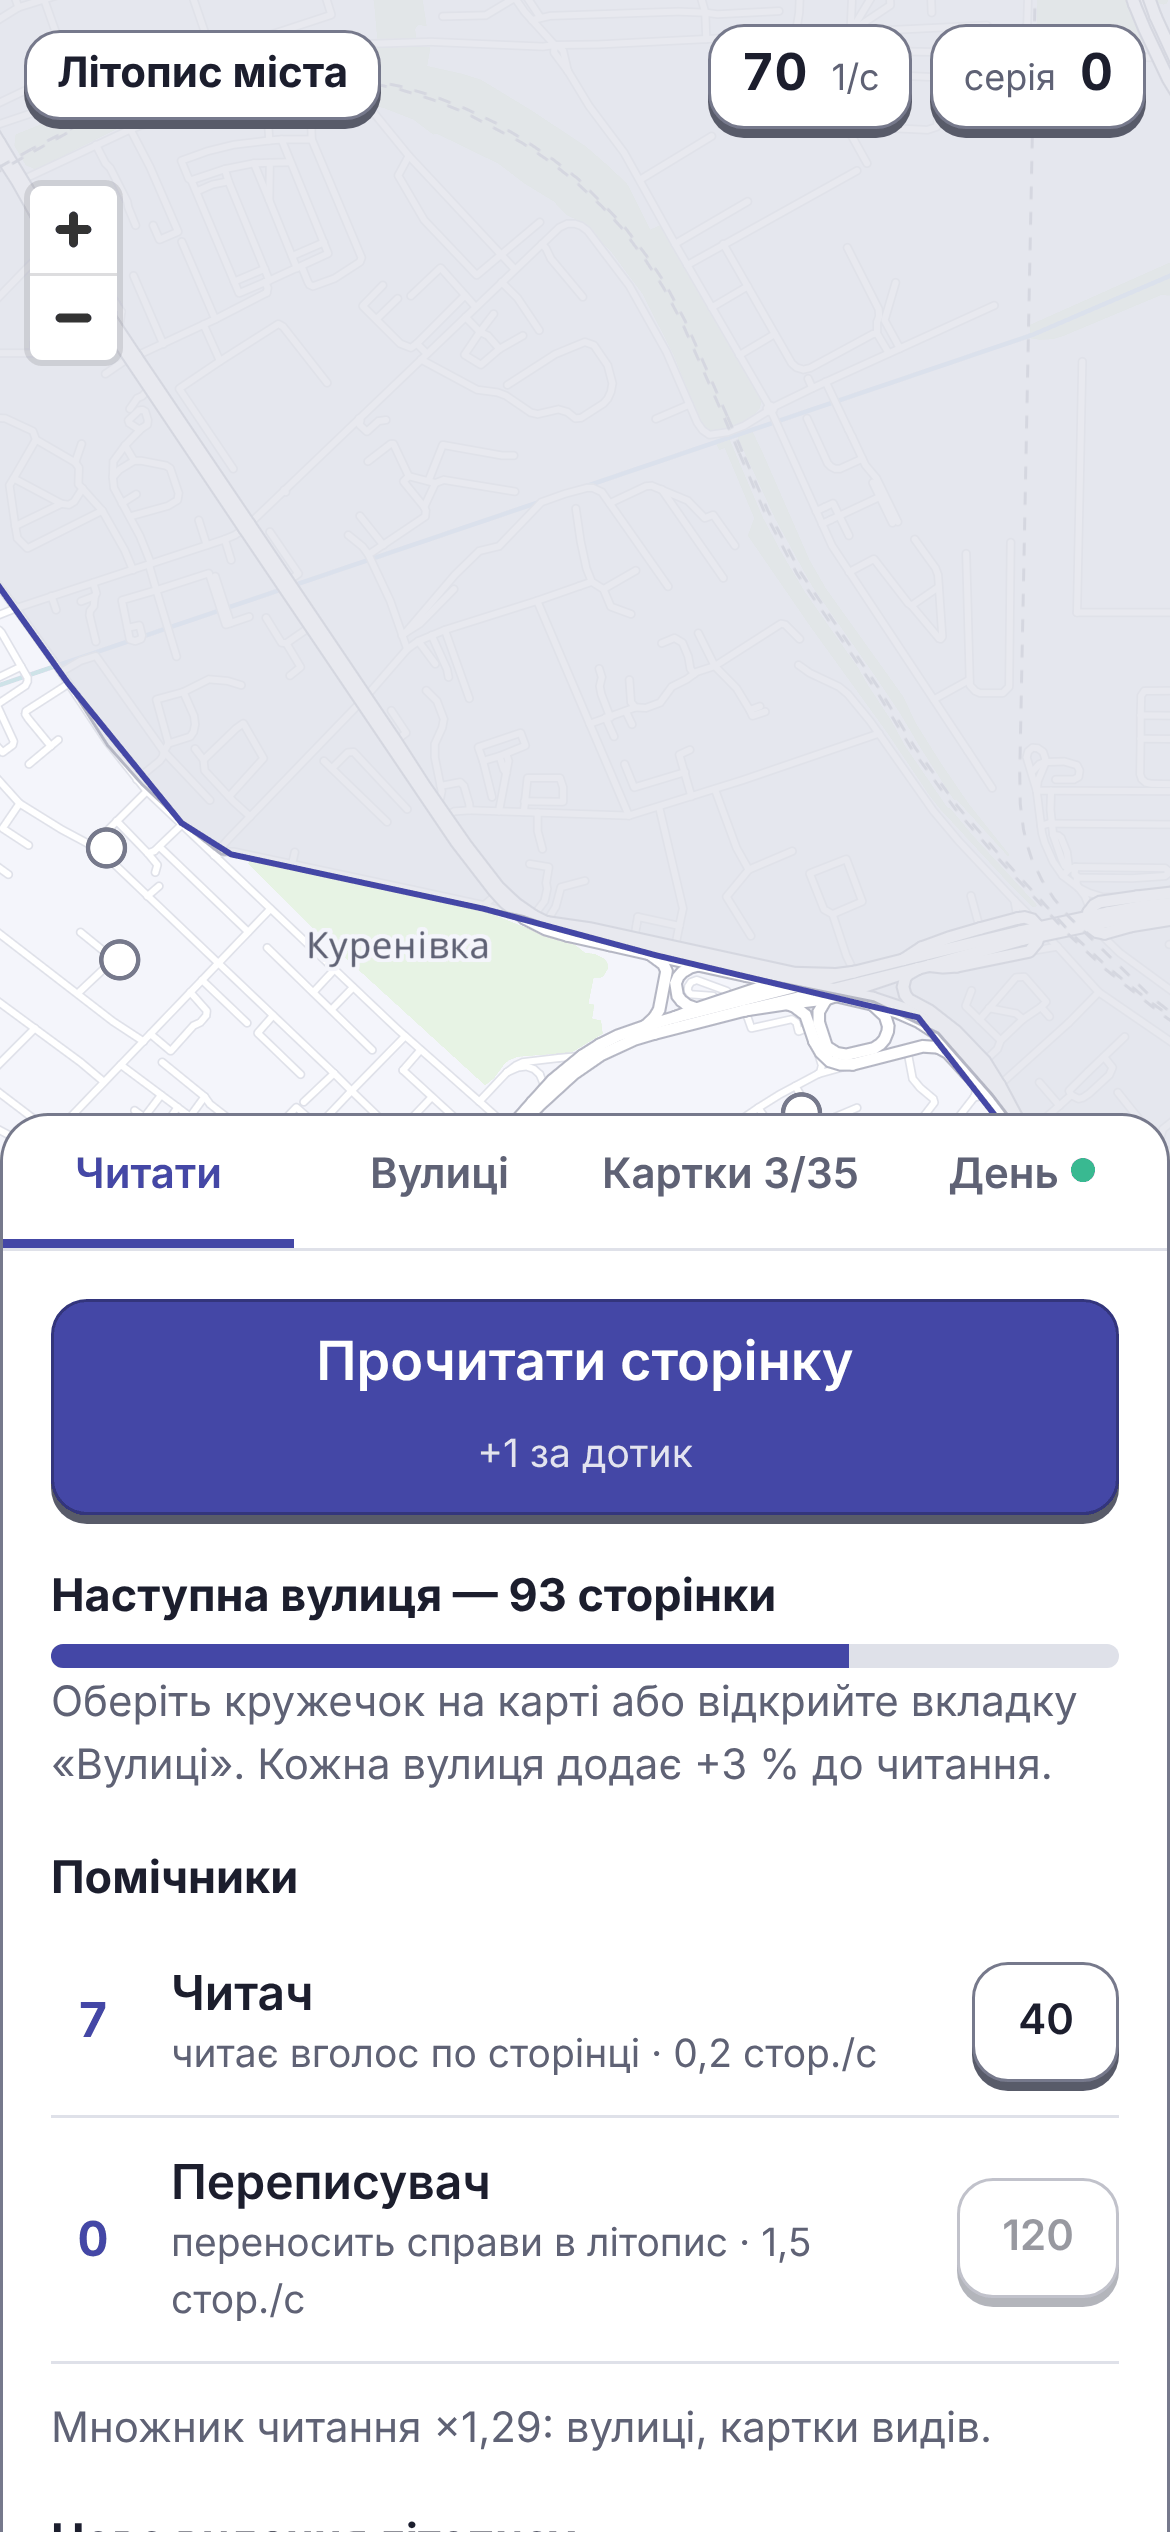 Літопис міста
70 1/с
серія 0
+
−
Куренівка
Читати
Вулиці
Картки 3/35
День
Прочитати сторінку
+1 за дотик
Наступна вулиця — 93 сторінки
Оберіть кружечок на карті або відкрийте вкладку
«Вулиці». Кожна вулиця додає +3 % до читання.
Помічники
7
Читач
читає вголос по сторінці · 0,2 стор./с
40
0
Переписувач
переносить справи в літопис · 1,5
стор./с
120
Множник читання ×1,29: вулиці, картки видів.